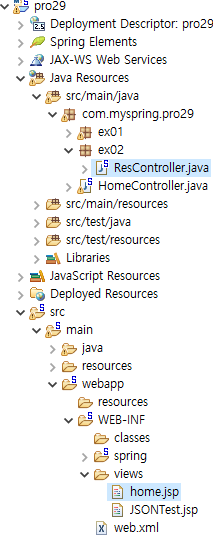 pro29
Deployment Descriptor: pro29
Spring Elements
JAX-WS Web Services
Java Resources
src/main/java
com.myspring.pro29
ex01
ex02
ResController.java
HomeController.java
src/main/resources
src/test/java
src/test/resources
Libraries
JavaScript Resources
Deployed Resources
src
main
java
resources
webapp
resources
WEB-INF
classes
spring
views
home.jsp
JSONTest.jsp
web.xml